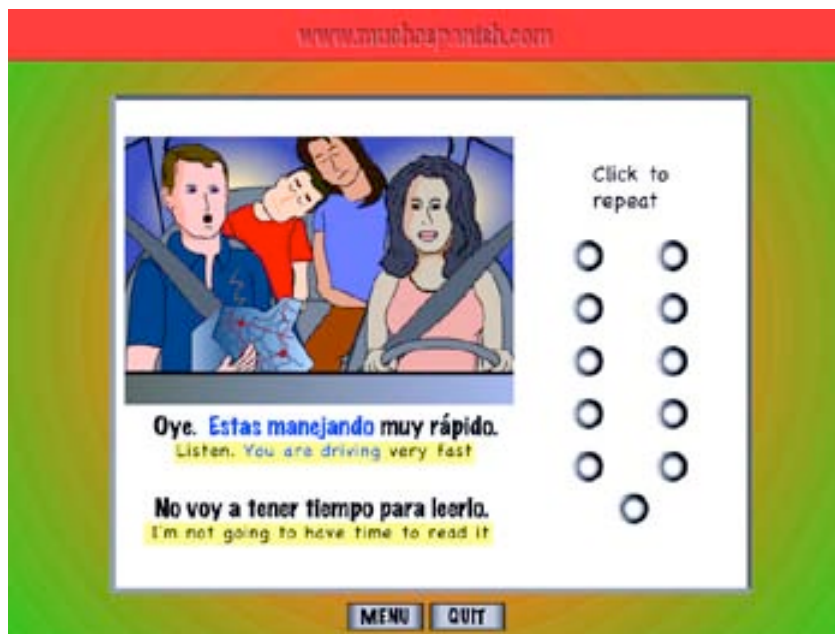 www.muchospanish.com
Click to
repeat
Oye. Estas manejando muy rápido.
Listen. You are driving very fast
No voy a tener tiempo para leerlo.
I'm not going to have time to read it
MENU QUIT